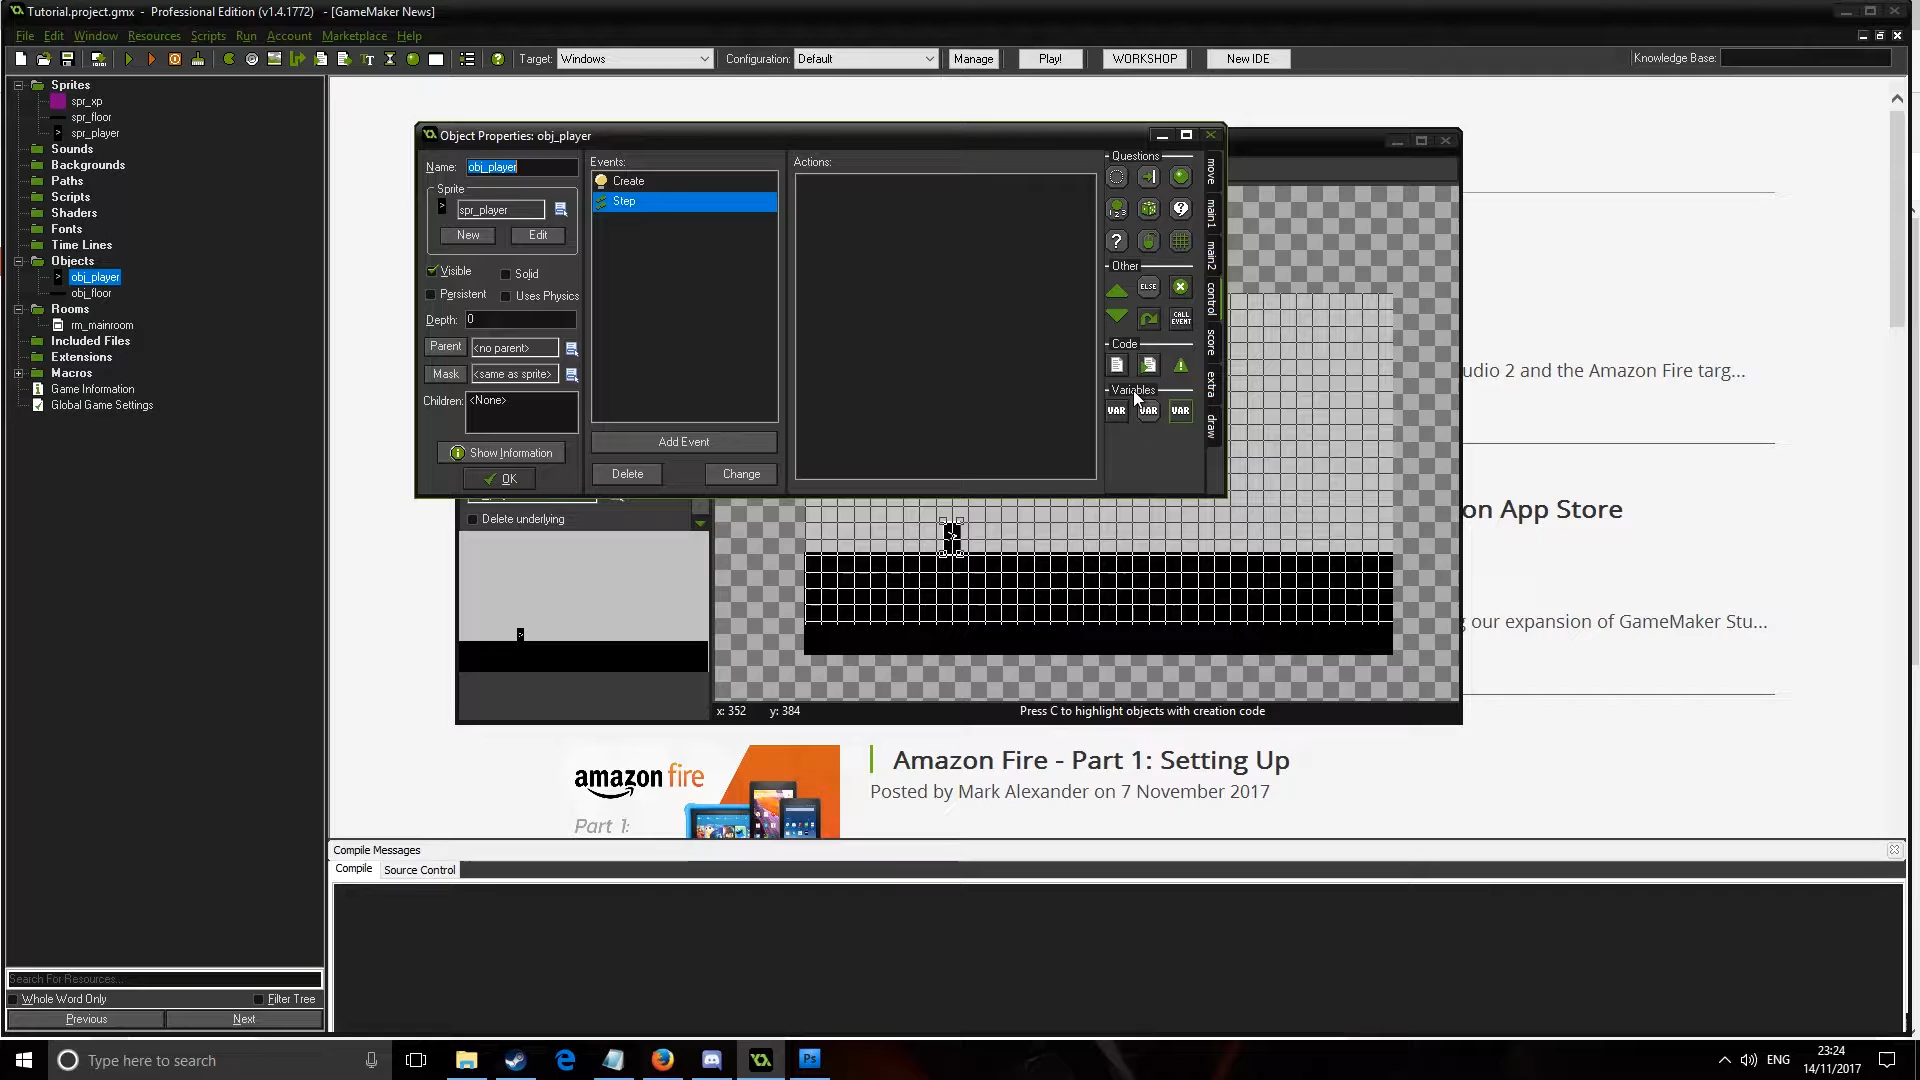 Tutorial.project.gmx - Professional Edition (v1.4.1772) - [GameMaker News]
File Edit Window Resources Scripts Run Account Marketplace Help
Target: Windows Configuration: Default Manage Play! WORKSHOP New IDE Knowledge Base:
Sprites
spr_xp
spr_floor
spr_player
Sounds
Backgrounds
Paths
Scripts
Shaders
Fonts
Time Lines
Objects
obj_player
obj_floor
Rooms
rm_mainroom
Included Files
Extensions
Macros
Game Information
Global Game Settings
Search For Resources...
Whole Word Only Filter Tree
Previous Next
Object Properties: obj_player
Name: obj_player
Sprite
spr_player
New Edit
Visible Solid
Persistent Uses Physics
Depth: 0
Parent <no parent>
Mask <same as sprite>
Children: <None>
Show Information
OK
Events:
Create
Step
Add Event
Delete Change
Actions:
Questions
Other
ELSE
CALL EVENT
Code
Variables
VAR VAR VAR
move
main1
main2
control
score
extra
draw
Delete underlying
x: 352 y: 384 Press C to highlight objects with creation code
udio 2 and the Amazon Fire targ...
on App Store
our expansion of GameMaker Stu...
amazon fire
Part 1:
Amazon Fire - Part 1: Setting Up
Posted by Mark Alexander on 7 November 2017
Compile Messages
Compile Source Control
Type here to search
Ps
ENG
23:24
14/11/2017